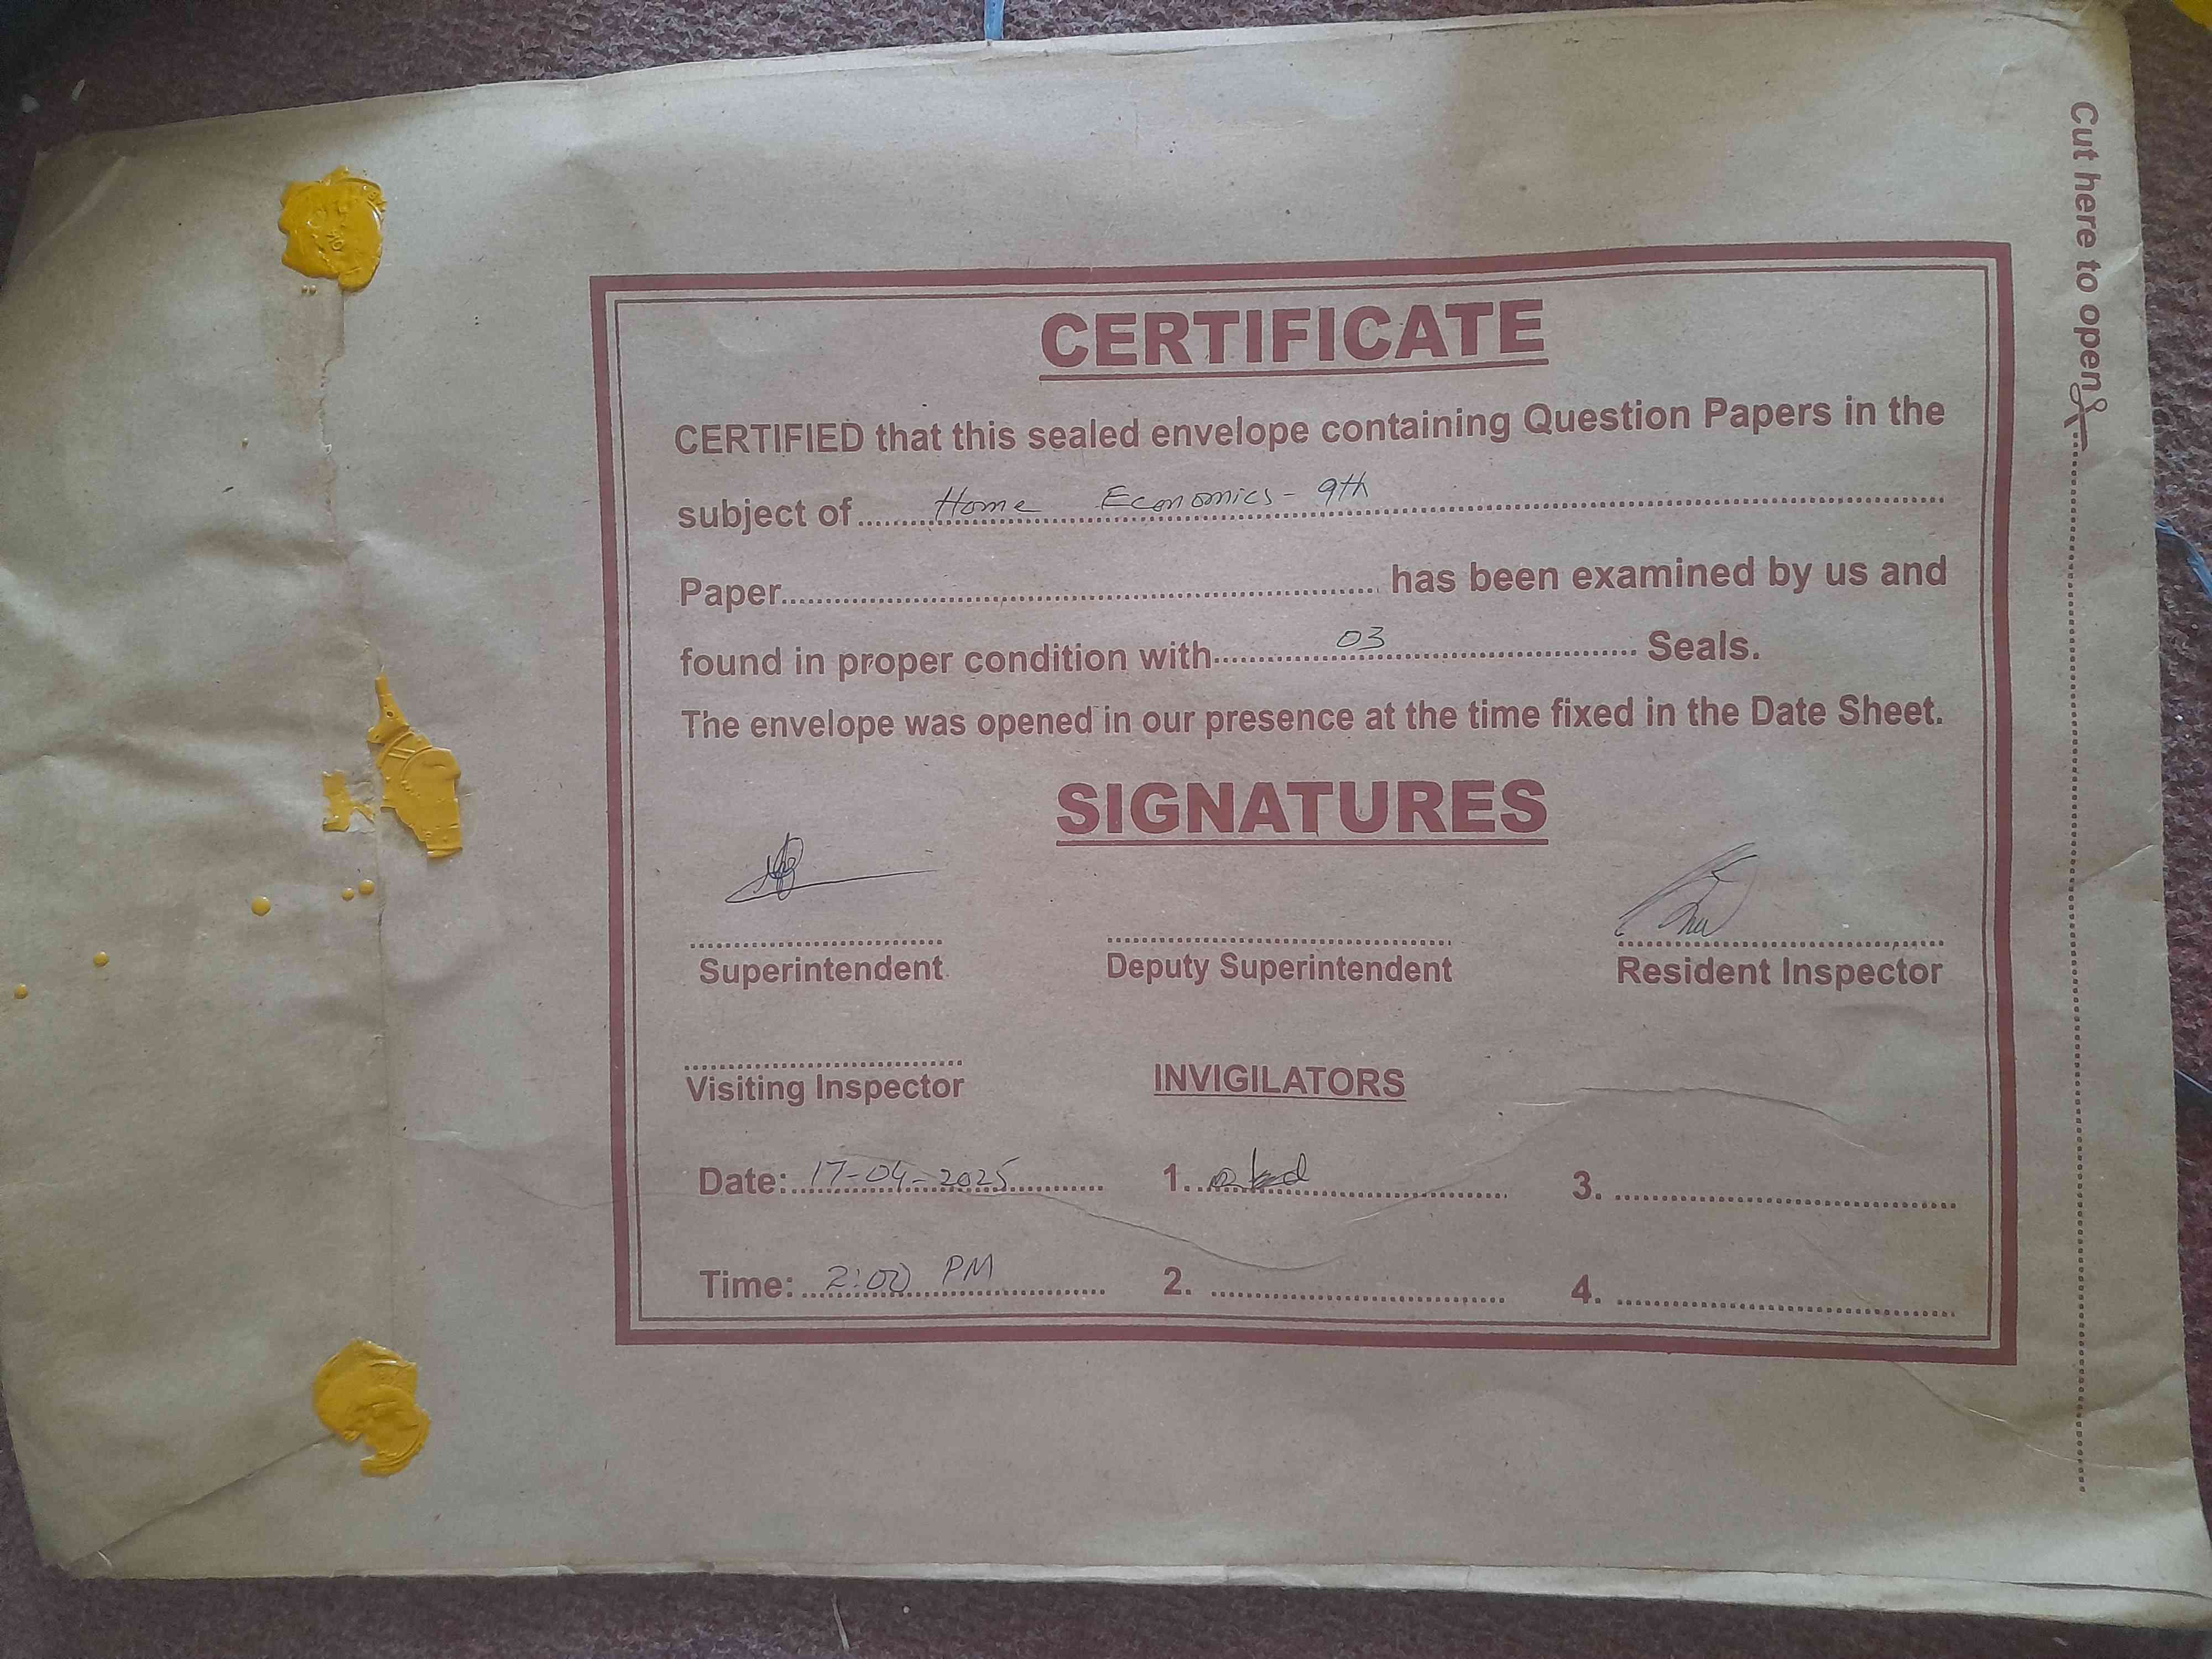 CERTIFICATE
CERTIFIED that this sealed envelope containing Question Papers in the
subject of Home Economics - 9th
Paper has been examined by us and
found in proper condition with 03 Seals.
The envelope was opened in our presence at the time fixed in the Date Sheet.
SIGNATURES
Superintendent
Deputy Superintendent
Resident Inspector
Visiting Inspector
INVIGILATORS
Date: 17-04-2025
1.
3.
Time: 2:00 PM
2.
4.
Cut here to open